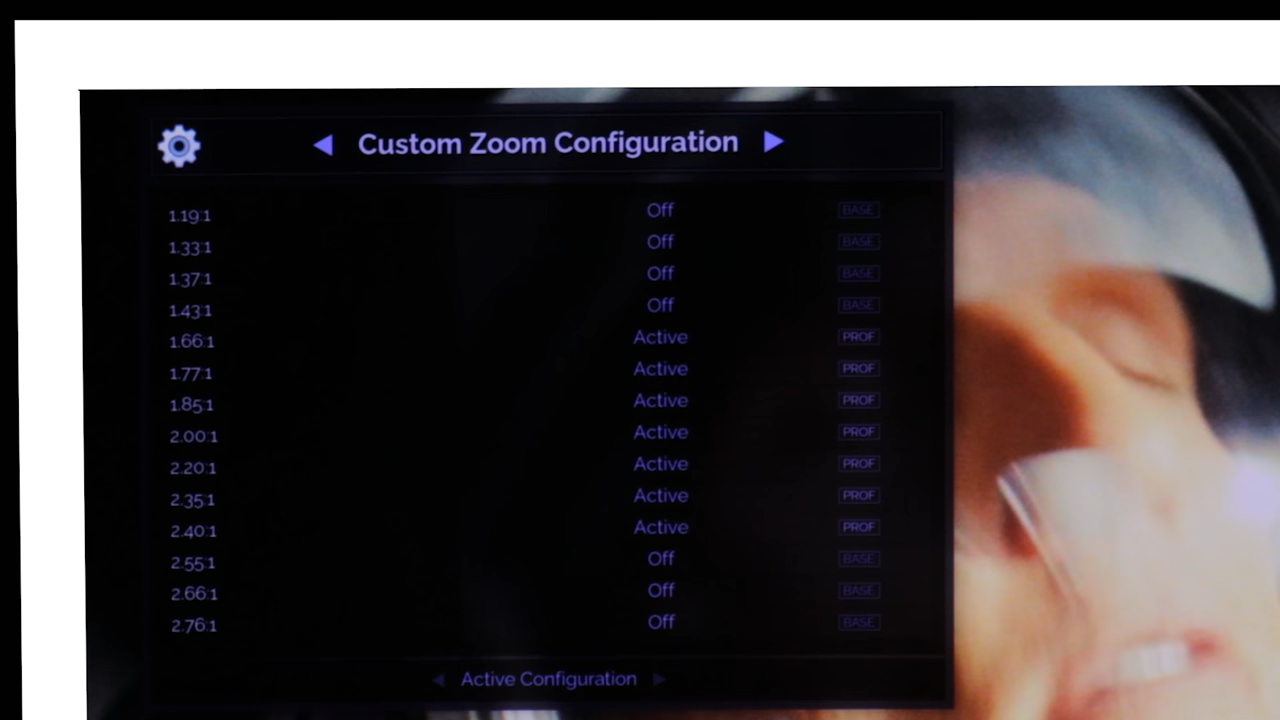 Custom Zoom Configuration
1.19:1 Off BASE
1.33:1 Off BASE
1.37:1 Off BASE
1.43:1 Off BASE
1.66:1 Active PROF
1.77:1 Active PROF
1.85:1 Active PROF
2.00:1 Active PROF
2.20:1 Active PROF
2.35:1 Active PROF
2.40:1 Active PROF
2.55:1 Off BASE
2.66:1 Off BASE
2.76:1 Off BASE
Active Configuration